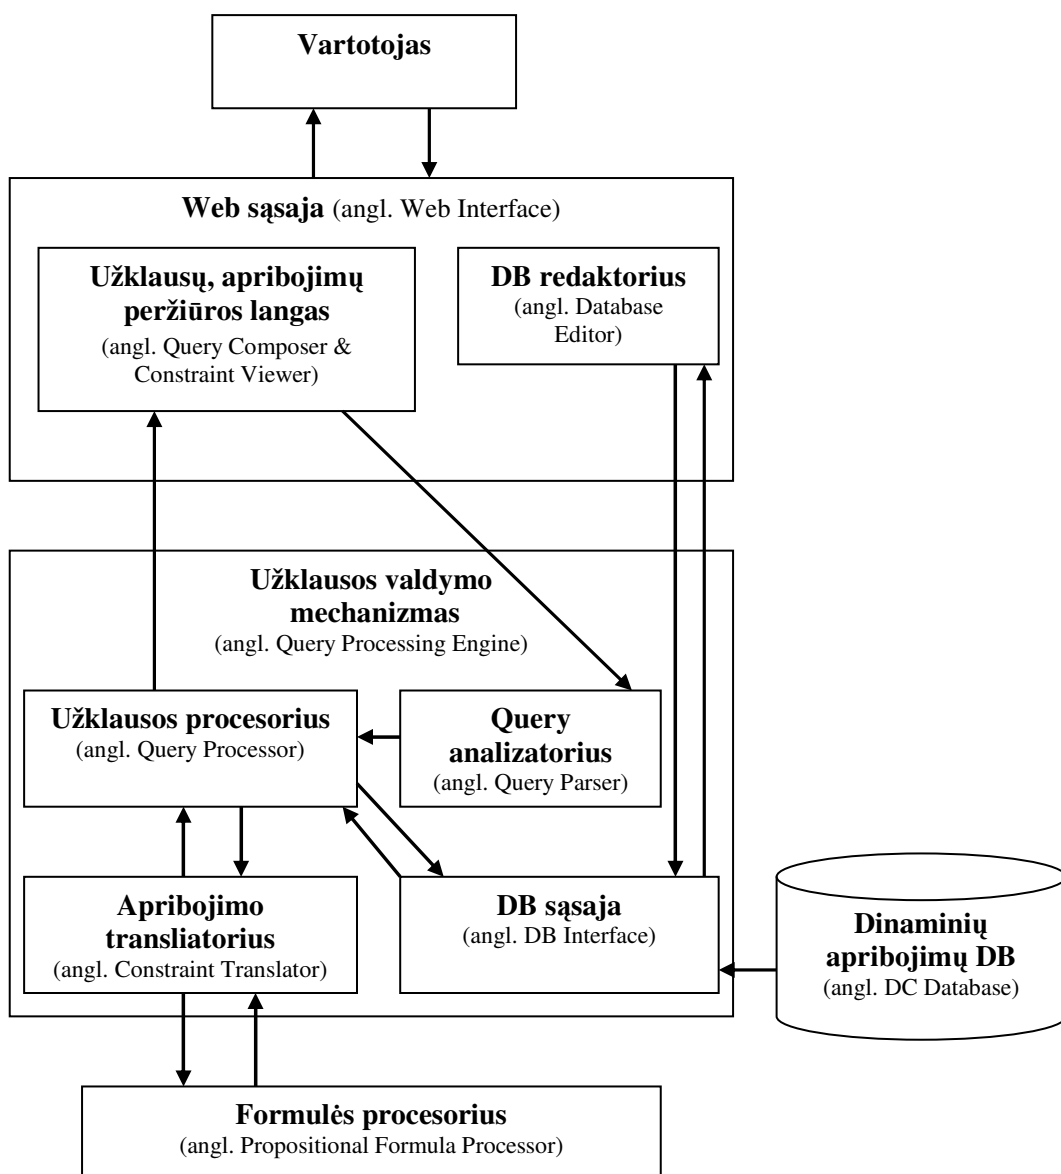 Vartotojas
Web sąsaja (angl. Web Interface)
Užklausų, apribojimų
peržiūros langas
(angl. Query Composer &
Constraint Viewer)
DB redaktorius
(angl. Database
Editor)
Užklausos valdymo
mechanizmas
(angl. Query Processing Engine)
Užklausos procesorius
(angl. Query Processor)
Query
analizatorius
(angl. Query Parser)
Apribojimo
transliatorius
(angl. Constraint Translator)
DB sąsaja
(angl. DB Interface)
Dinaminių
apribojimų DB
(angl. DC Database)
Formulės procesorius
(angl. Propositional Formula Processor)